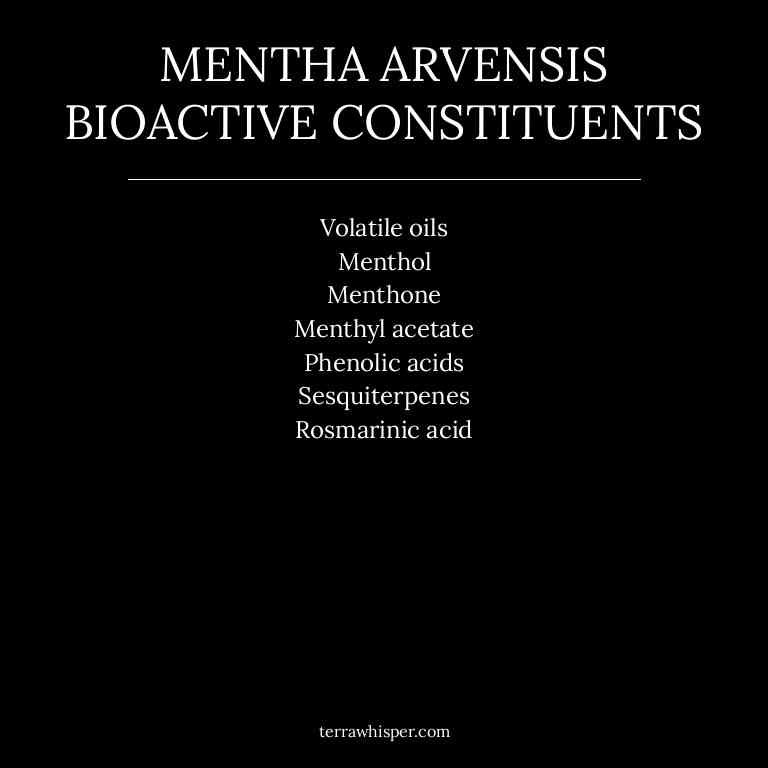 MENTHA ARVENSIS
BIOACTIVE CONSTITUENTS
Volatile oils
Menthol
Menthone
Menthyl acetate
Phenolic acids
Sesquiterpenes
Rosmarinic acid
terrawhisper.com